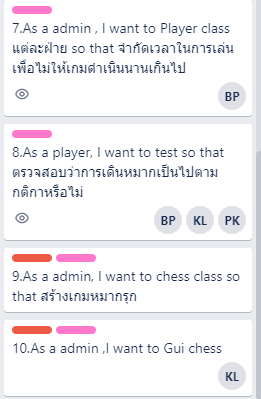 7.As a admin , I want to Player class
แต่ละฝ่าย so that จำกัดเวลาในการเล่น
เพื่อไม่ให้เกมดำเนินนานเกินไป
BP
8.As a player, I want to test so that
ตรวจสอบว่าการเดินหมากเป็นไปตาม
กติกาหรือไม่
BP KL PK
9.As a admin, I want to chess class so
that สร้างเกมหมากรุก
10.As a admin ,I want to Gui chess
KL